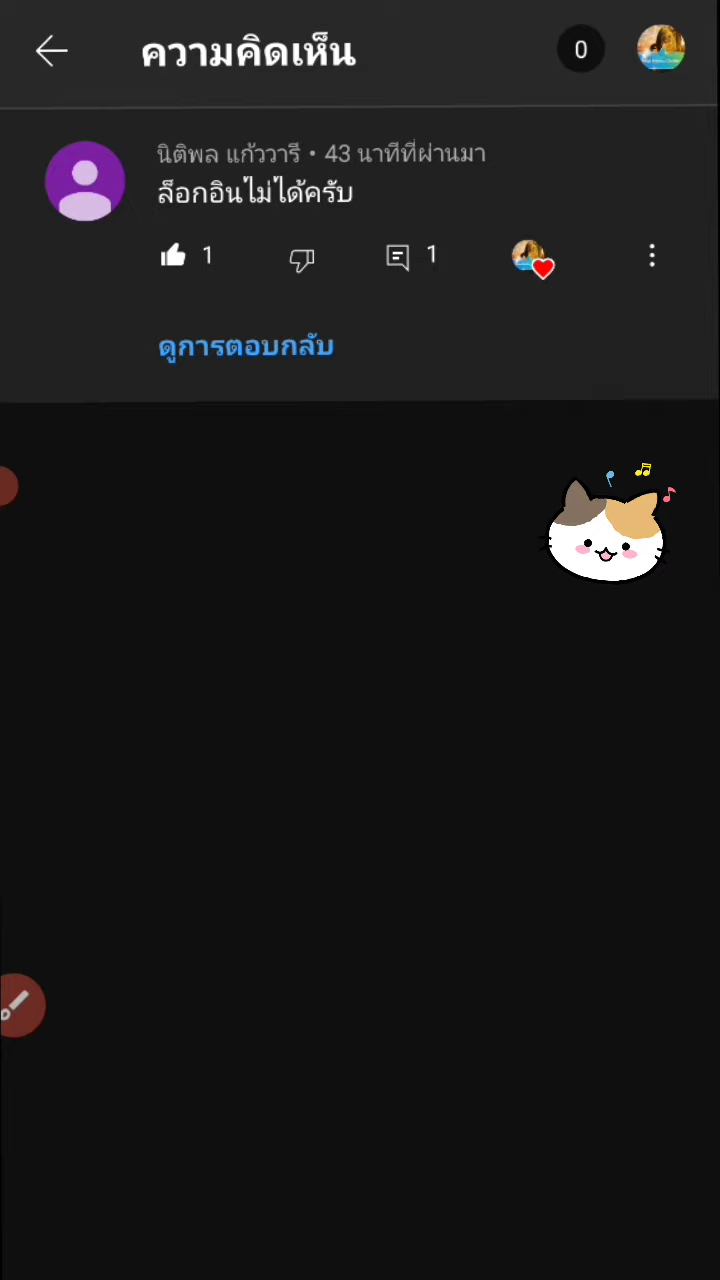 ความคิดเห็น
0
นิติพล แก้ววารี • 43 นาทีที่ผ่านมา
ล็อกอินไม่ได้ครับ
1 1
ดูการตอบกลับ